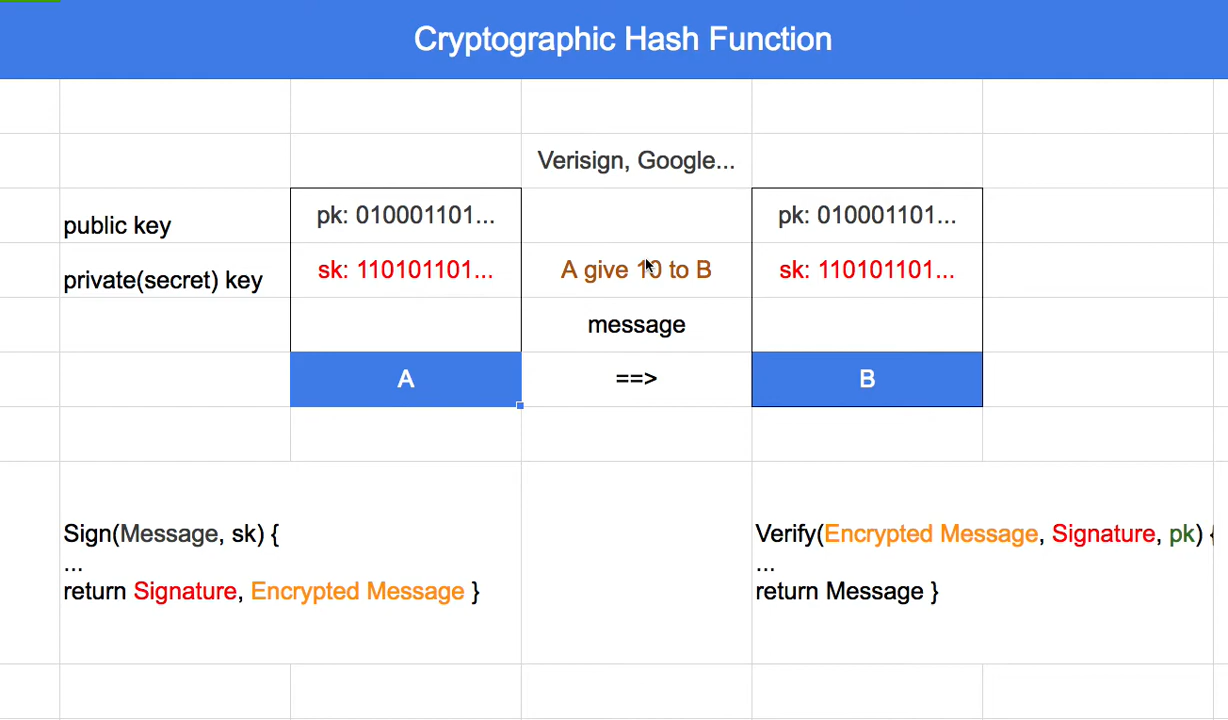 Cryptographic Hash Function
Verisign, Google...
public key
pk: 010001101...
pk: 010001101...
private(secret) key
sk: 110101101...
A give 10 to B
sk: 110101101...
message
A
==>
B
Sign(Message, sk) {
...
return Signature, Encrypted Message }
Verify(Encrypted Message, Signature, pk) {
...
return Message }